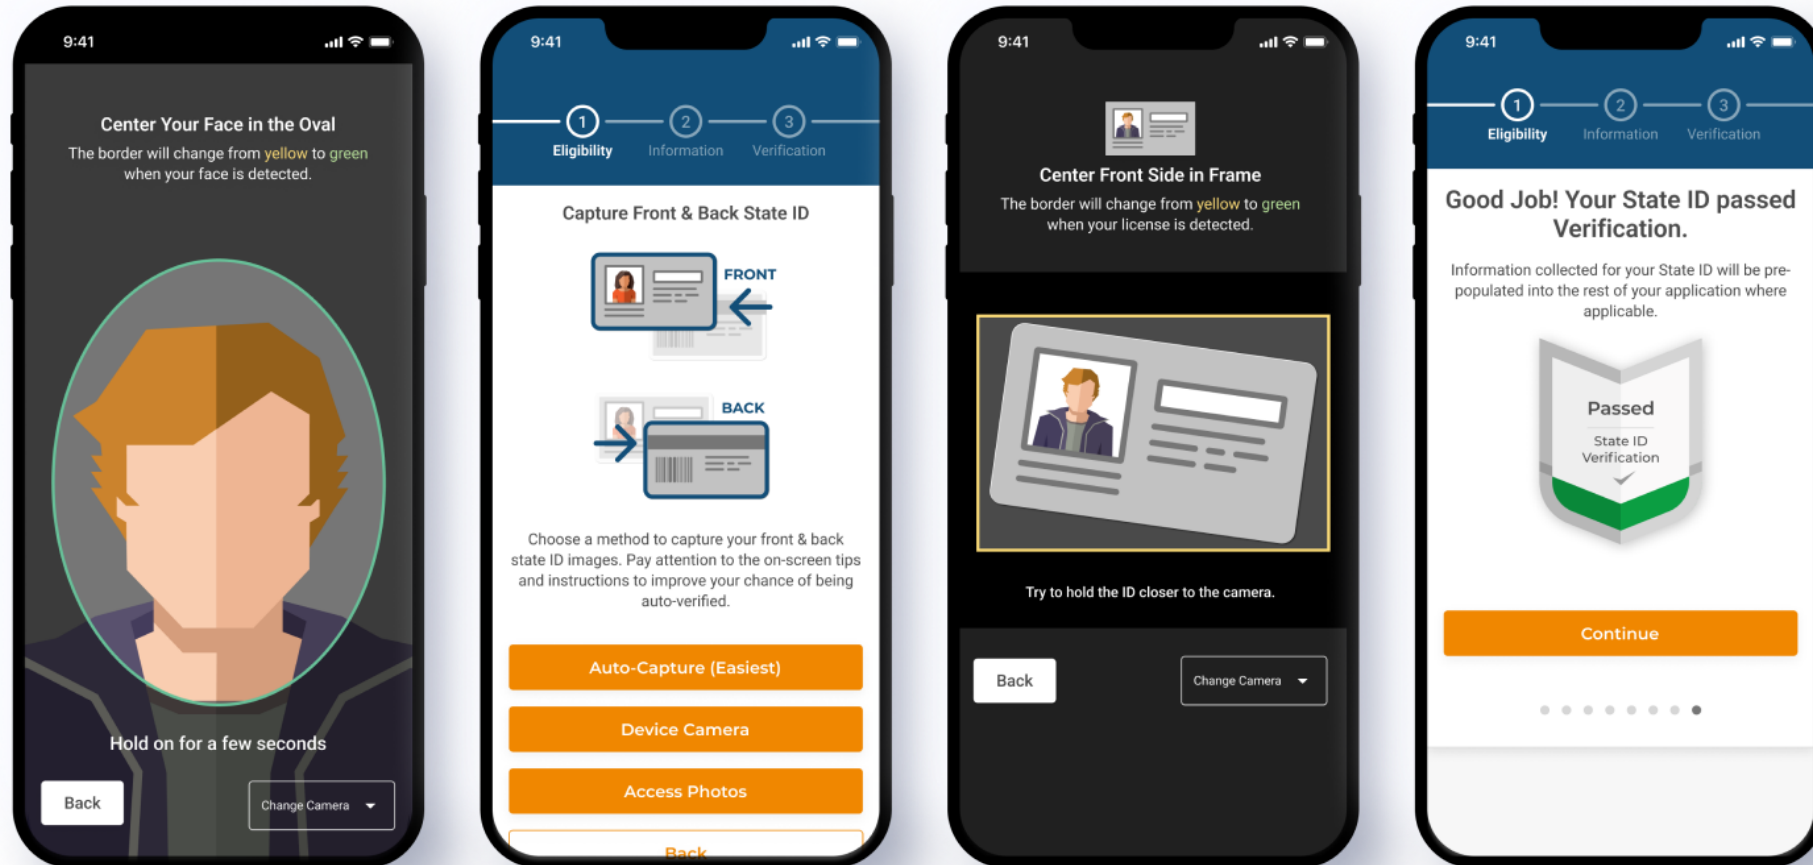 9:41
Center Your Face in the Oval
The border will change from yellow to green
when your face is detected.
Hold on for a few seconds
Back
Change Camera
9:41
1
2
3
Eligibility
Information
Verification
Capture Front & Back State ID
FRONT
BACK
Choose a method to capture your front & back
state ID images. Pay attention to the on-screen tips
and instructions to improve your chance of being
auto-verified.
Auto-Capture (Easiest)
Device Camera
Access Photos
Back
9:41
Center Front Side in Frame
The border will change from yellow to green
when your license is detected.
Try to hold the ID closer to the camera.
Back
Change Camera
9:41
1
2
3
Eligibility
Information
Verification
Good Job! Your State ID passed
Verification.
Information collected for your State ID will be pre-
populated into the rest of your application where
applicable.
Passed
State ID
Verification
Continue